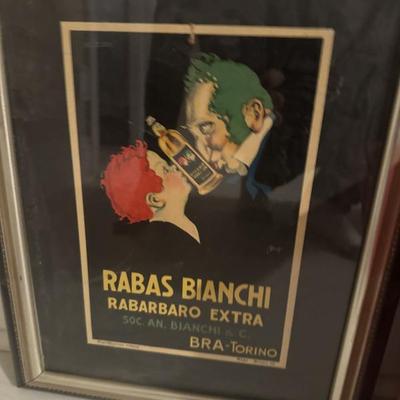 RABAS BIANCHI
RABARBARO EXTRA
SOC. AN. BIANCHI & C.
BRA-TORINO